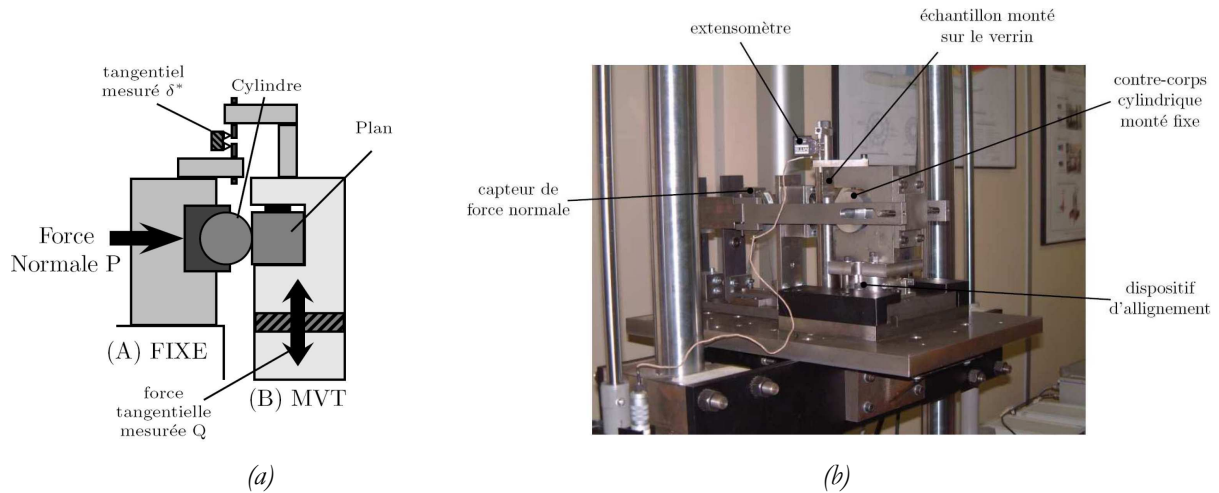 tangentiel
mesuré δ*
Cylindre
Plan
Force
Normale P
(A) FIXE
(B) MVT
force
tangentielle
mesurée Q
(a)
extensomètre
échantillon monté
sur le verrin
contre-corps
cylindrique
monté fixe
capteur de
force normale
dispositif
d'allignement
(b)